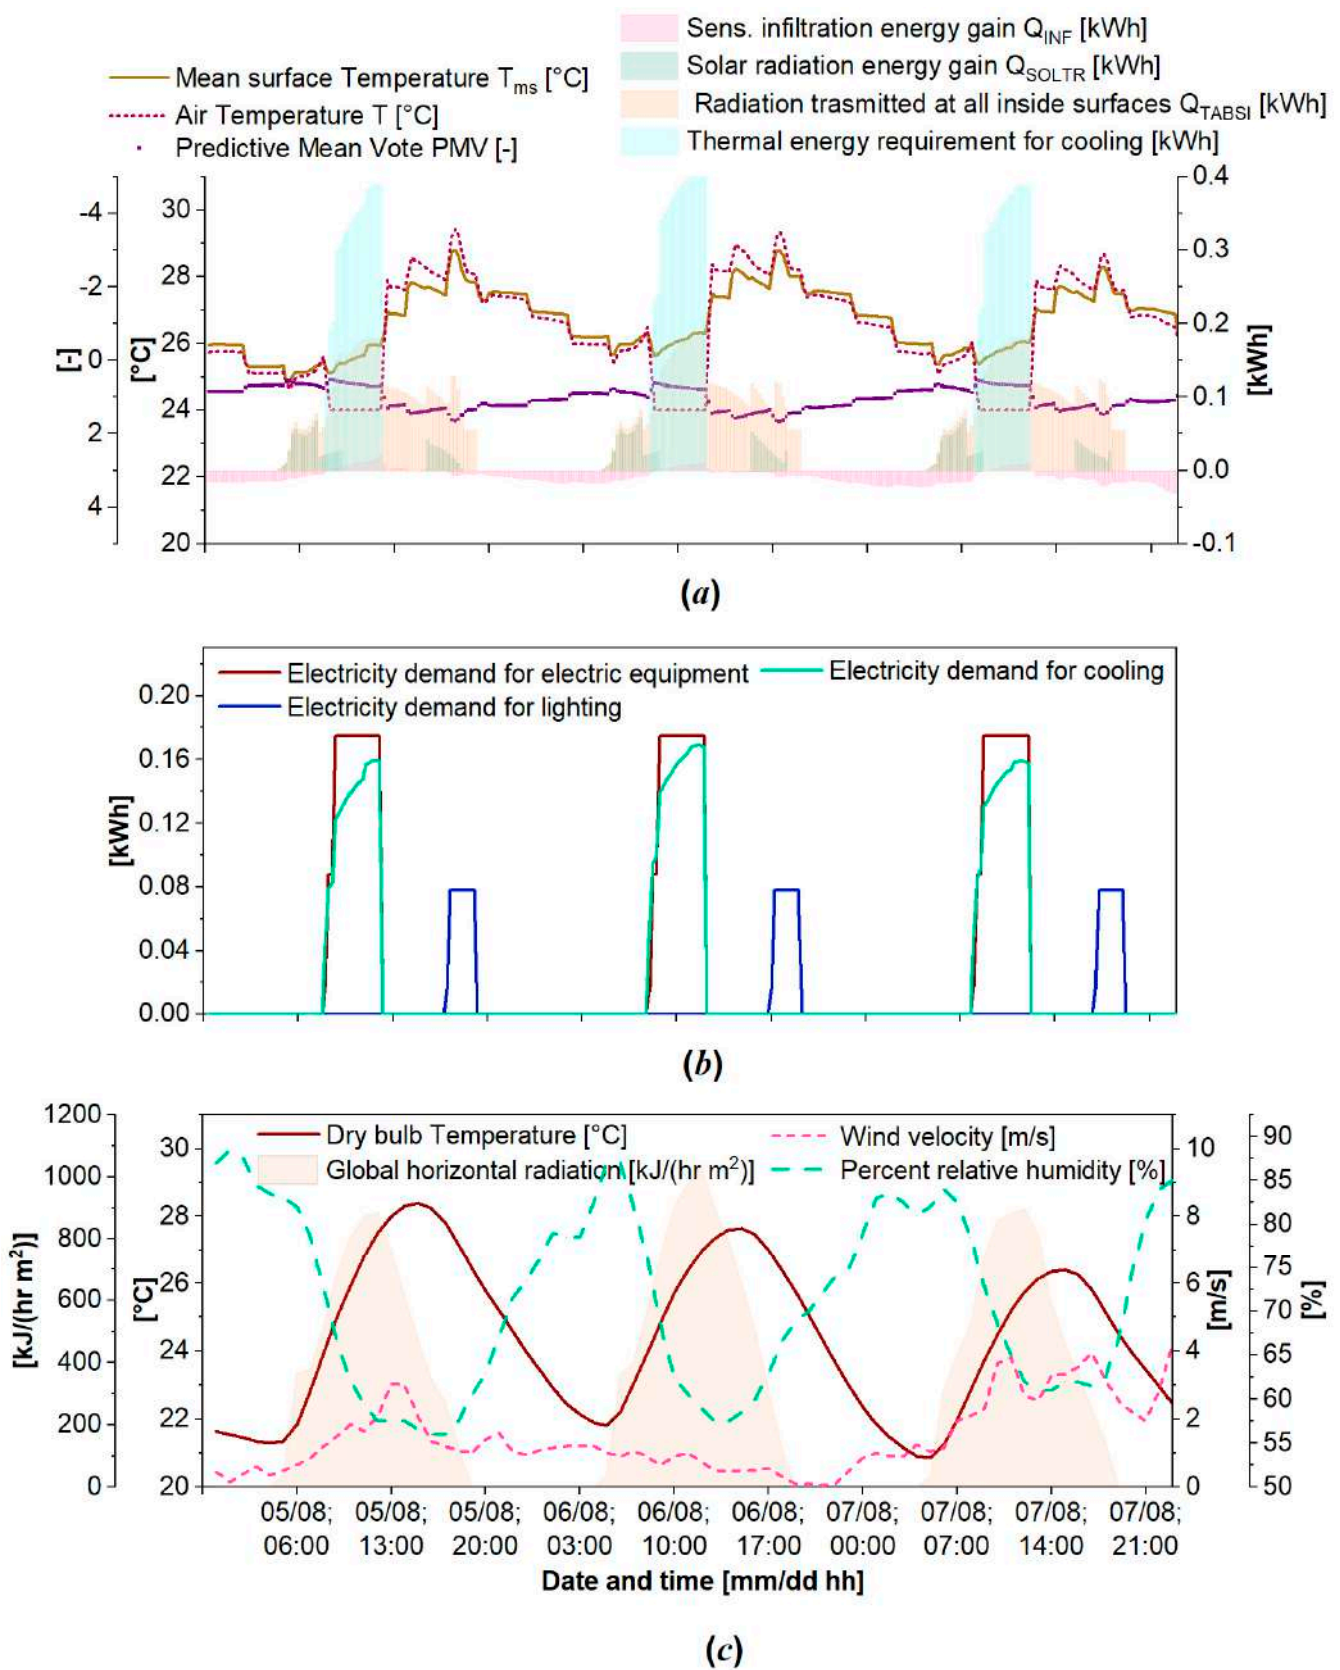 Sens. infiltration energy gain QINF [kWh]
Mean surface Temperature Tms [°C]
Solar radiation energy gain QSOLTR [kWh]
Air Temperature T [°C]
Radiation trasmitted at all inside surfaces QTABSI [kWh]
Predictive Mean Vote PMV [-]
Thermal energy requirement for cooling [kWh]
-4
-2
0
2
4
[-]
30
28
26
24
22
20
[°C]
0.4
0.3
0.2
0.1
0.0
-0.1
[kWh]
(a)
Electricity demand for electric equipment
Electricity demand for cooling
Electricity demand for lighting
0.20
0.16
0.12
0.08
0.04
0.00
[kWh]
(b)
1200
1000
800
600
400
200
0
[kJ/(hr m2)]
30
28
26
24
22
20
[°C]
Dry bulb Temperature [°C]
Wind velocity [m/s]
Global horizontal radiation [kJ/(hr m2)]
Percent relative humidity [%]
10
8
6
4
2
0
[m/s]
90
85
80
75
70
65
60
55
50
[%]
05/08; 05/08; 05/08; 06/08; 06/08; 06/08; 07/08; 07/08; 07/08; 07/08;
06:00 13:00 20:00 03:00 10:00 17:00 00:00 07:00 14:00 21:00
Date and time [mm/dd hh]
(c)